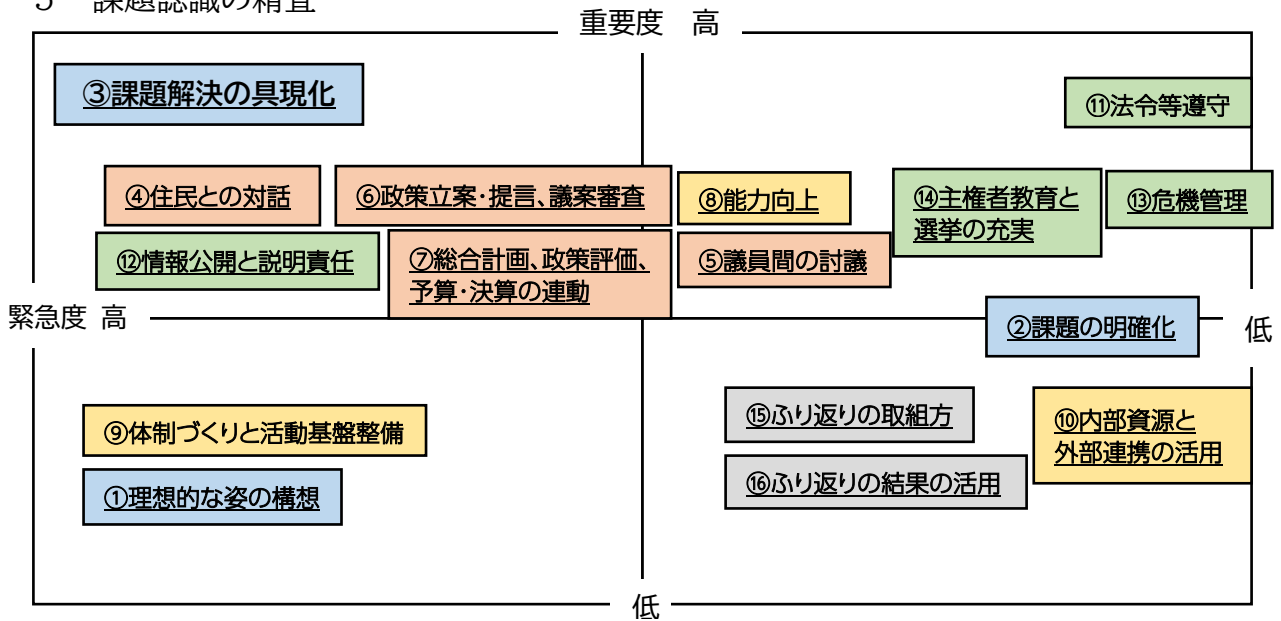 5 課題認識の精査
重要度 高
③課題解決の具現化
⑪法令等遵守
④住民との対話
⑥政策立案・提言、議案審査
⑧能力向上
⑭主権者教育と
選挙の充実
⑬危機管理
⑫情報公開と説明責任
⑦総合計画、政策評価、
予算・決算の連動
⑤議員間の討議
緊急度 高
②課題の明確化
低
⑨体制づくりと活動基盤整備
⑮ふり返りの取組方
⑩内部資源と
外部連携の活用
①理想的な姿の構想
⑯ふり返りの結果の活用
低